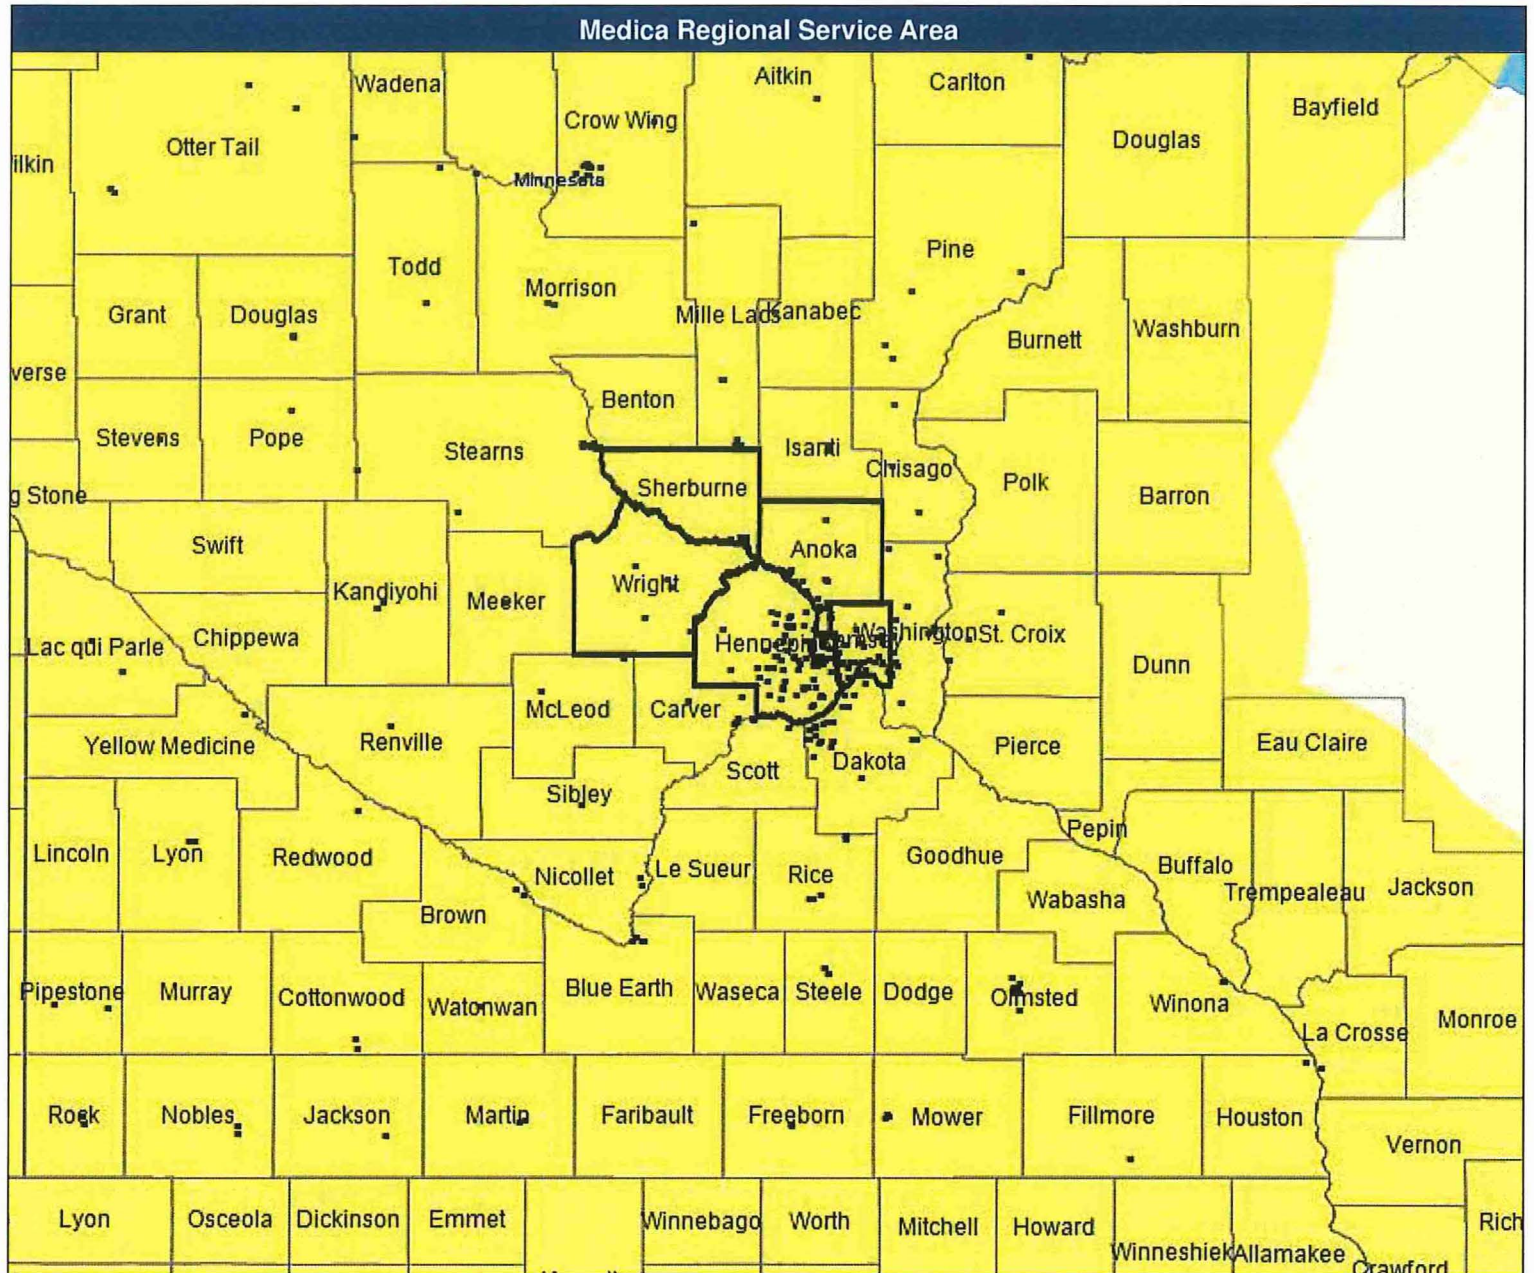 Medica Regional Service Area
Wadena
Aitkin
Carlton
Bayfield
Crow Wing
Douglas
Otter Tail
ilkin
Minnesota
Pine
Todd
Morrison
Grant
Douglas
Mille Lacs
Kanabec
Burnett
Washburn
verse
Benton
Stevens
Pope
Stearns
Isanti
Chisago
Polk
Barron
g Stone
Sherburne
Swift
Anoka
Kandiyohi
Meeker
Wright
Lac qui Parle
Chippewa
Hennepin
Ramsey
Washington
St. Croix
Dunn
McLeod
Carver
Yellow Medicine
Renville
Scott
Dakota
Pierce
Eau Claire
Sibley
Lincoln
Lyon
Redwood
Nicollet
Le Sueur
Rice
Goodhue
Pepin
Buffalo
Trempealeau
Jackson
Brown
Wabasha
Pipestone
Murray
Cottonwood
Watonwan
Blue Earth
Waseca
Steele
Dodge
Olmsted
Winona
La Crosse
Monroe
Rock
Nobles
Jackson
Martin
Faribault
Freeborn
Mower
Fillmore
Houston
Vernon
Lyon
Osceola
Dickinson
Emmet
Winnebago
Worth
Mitchell
Howard
Winneshiek
Allamakee
Crawford
Rich